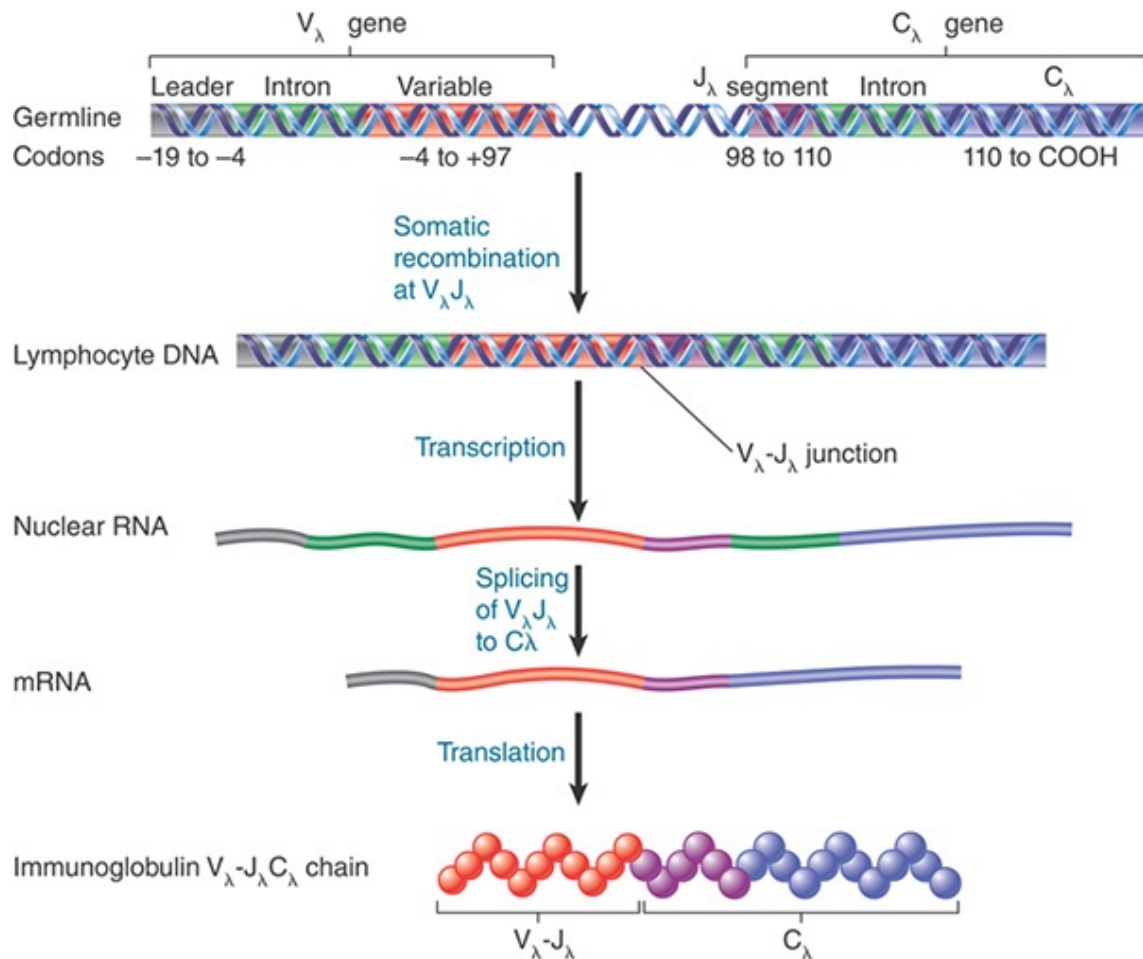 Vλ gene Cλ gene
Leader Intron Variable Jλ segment Intron Cλ
Germline
Codons –19 to –4 –4 to +97 98 to 110 110 to COOH
Somatic
recombination
at VλJλ
Lymphocyte DNA
Transcription
Vλ-Jλ junction
Nuclear RNA
Splicing
of VλJλ
to Cλ
mRNA
Translation
Immunoglobulin Vλ-JλCλ chain
Vλ-Jλ Cλ